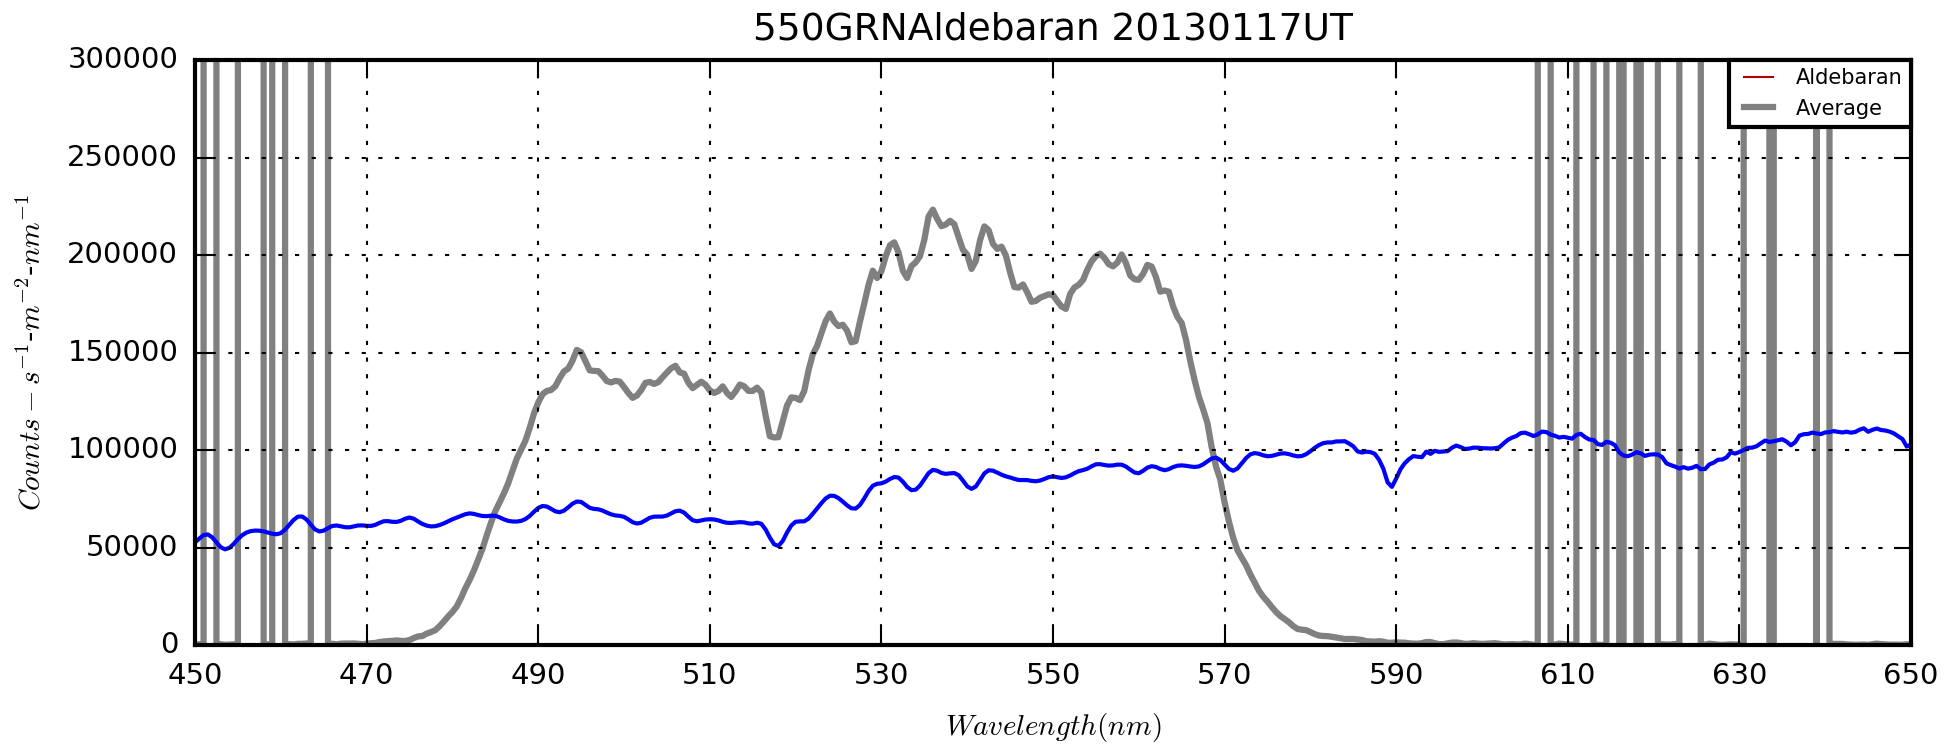 550GRNAldebaran 20130117UT
300000
250000
200000
150000
100000
50000
0
Counts − s⁻¹-m⁻²-nm⁻¹
Aldebaran
Average
450 470 490 510 530 550 570 590 610 630 650
Wavelength(nm)